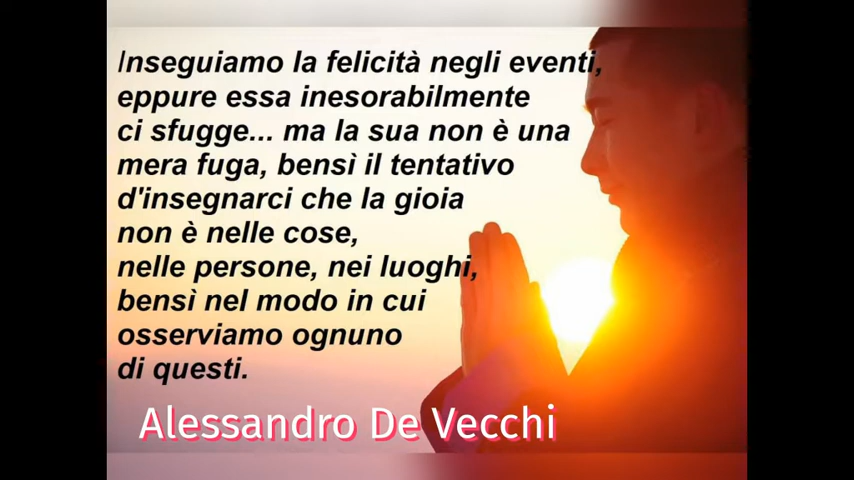 Inseguiamo la felicità negli eventi,
eppure essa inesorabilmente
ci sfugge... ma la sua non è una
mera fuga, bensì il tentativo
d'insegnarci che la gioia
non è nelle cose,
nelle persone, nei luoghi,
bensì nel modo in cui
osserviamo ognuno
di questi.
Alessandro De Vecchi